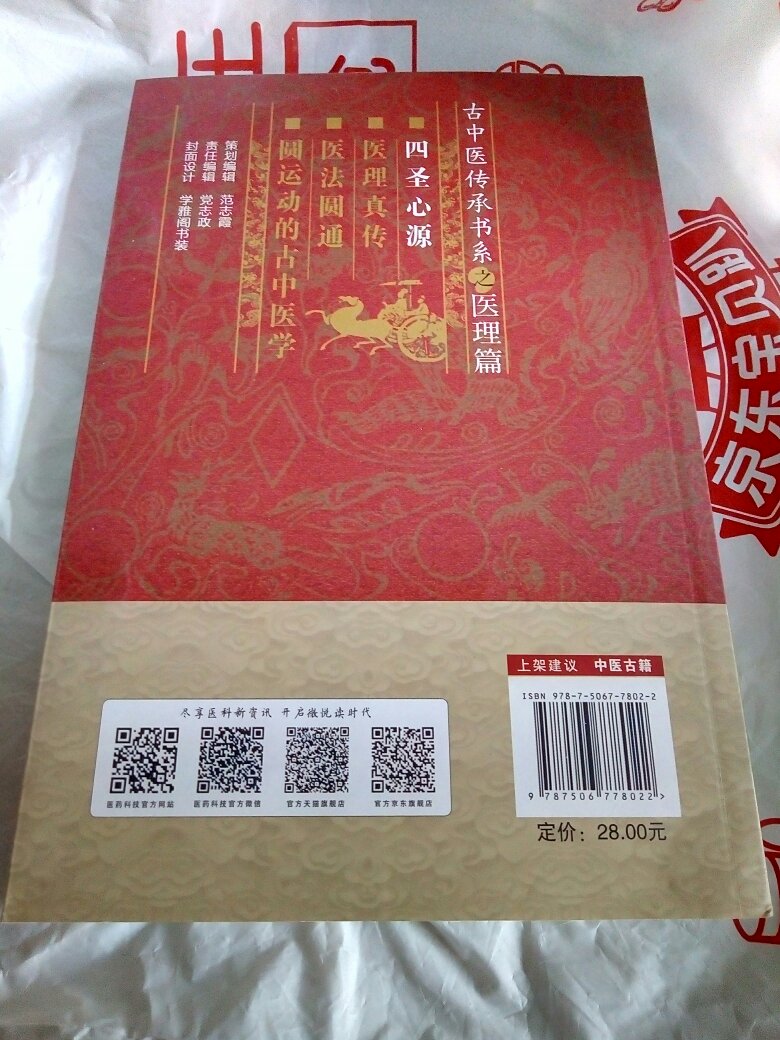 古中医传承书系之医理篇
四圣心源
医理真传
医法圆通
圆运动的古中医学
策划编辑 范志霞
责任编辑 党志政
封面设计 学雅阁书装
上架建议 中医古籍
ISBN 978-7-5067-7802-2
9 787506 778022 >
定价：28.00元
尽享医科新资讯 开启微悦读时代
医药科技官方网站
医药科技官方微信
官方天猫旗舰店
官方京东旗舰店
京东宝贝趴